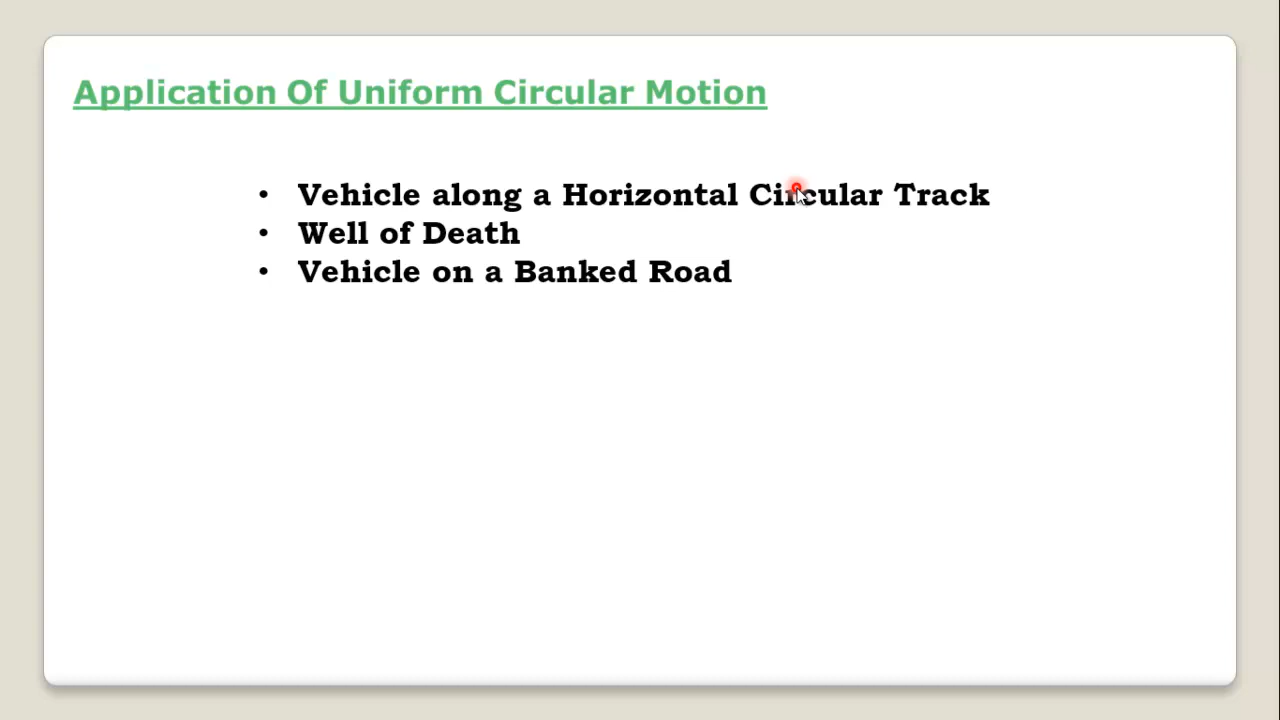 Application Of Uniform Circular Motion
• Vehicle along a Horizontal Circular Track
• Well of Death
• Vehicle on a Banked Road